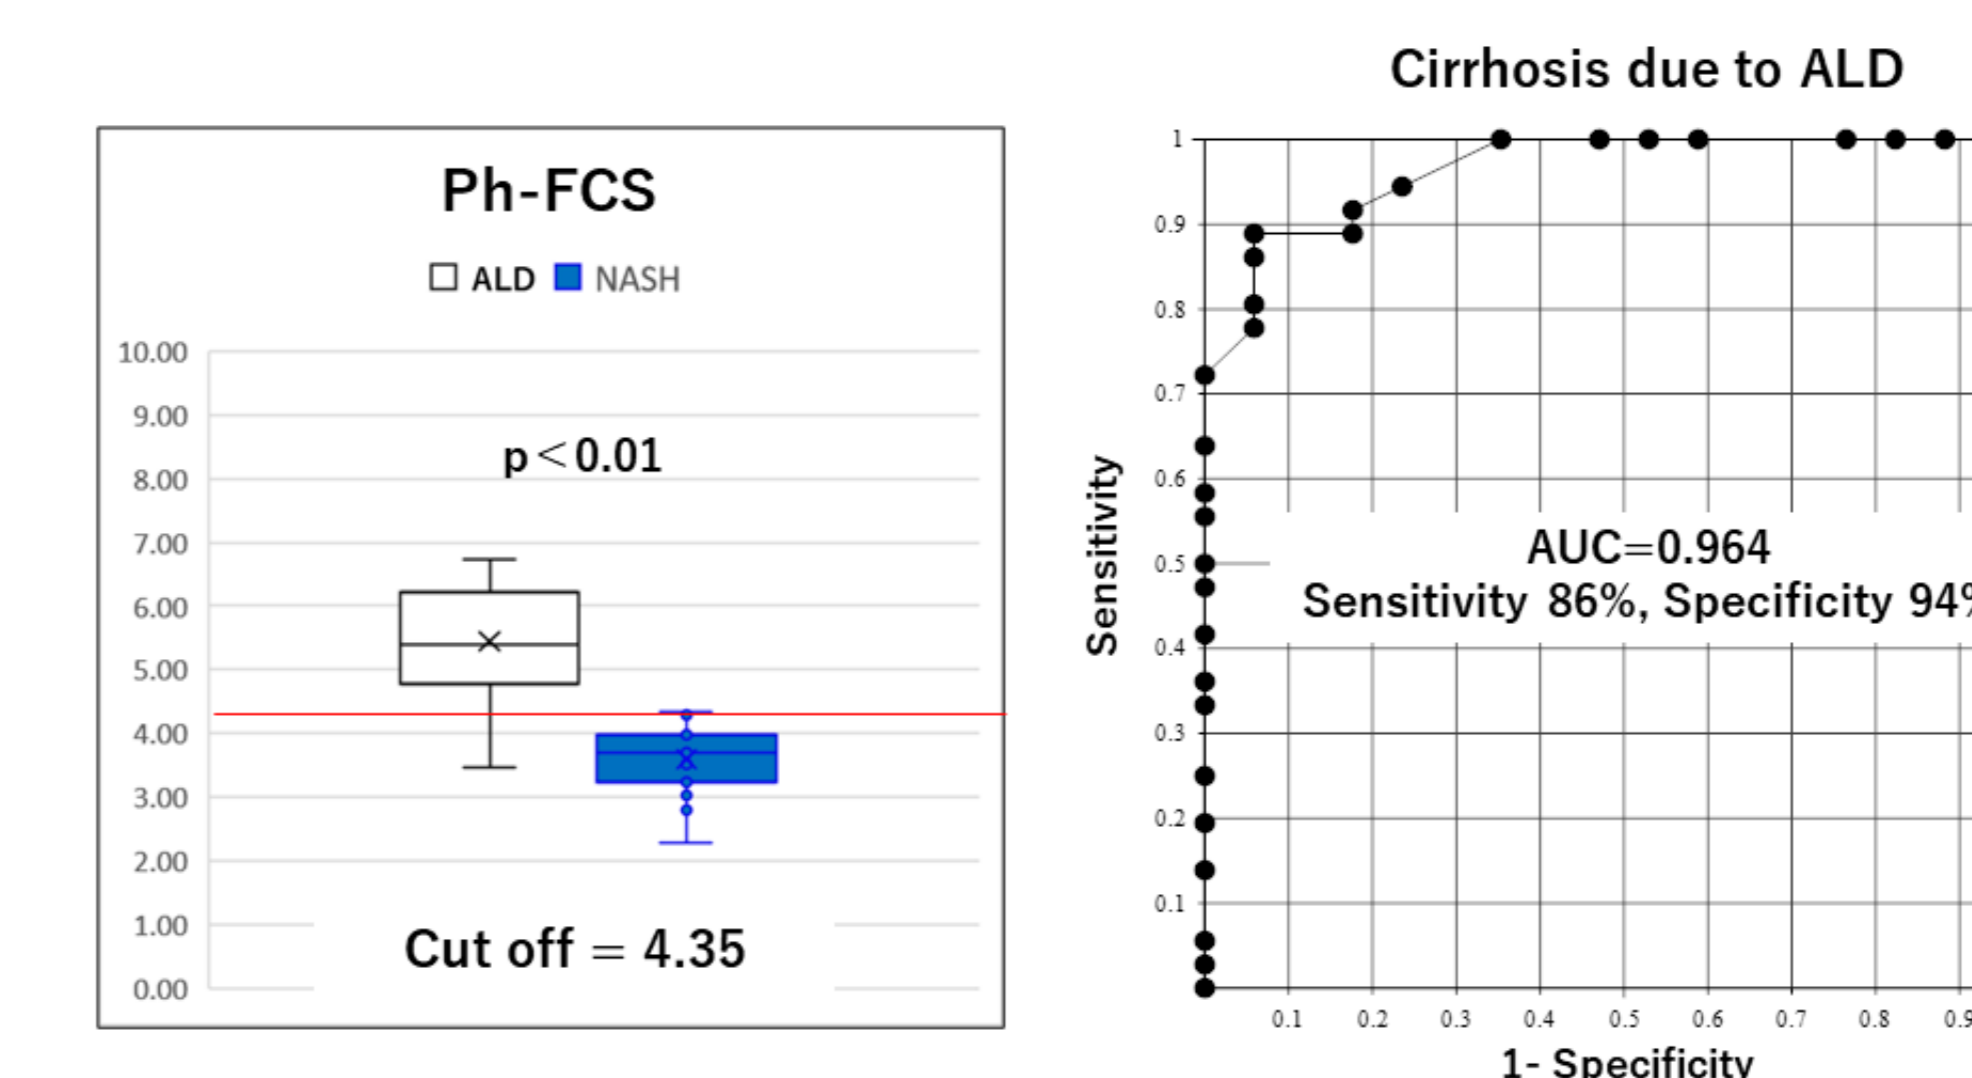 Ph-FCS
ALD NASH
10.00
9.00
p<0.01
8.00
7.00
6.00
5.00
4.00
3.00
2.00
1.00
Cut off = 4.35
0.00
Cirrhosis due to ALD
Sensitivity
1
0.9
0.8
0.7
0.6
AUC=0.964
0.5
Sensitivity 86%, Specificity 94%
0.4
0.3
0.2
0.1
0.1 0.2 0.3 0.4 0.5 0.6 0.7 0.8 0.9
1- Specificity